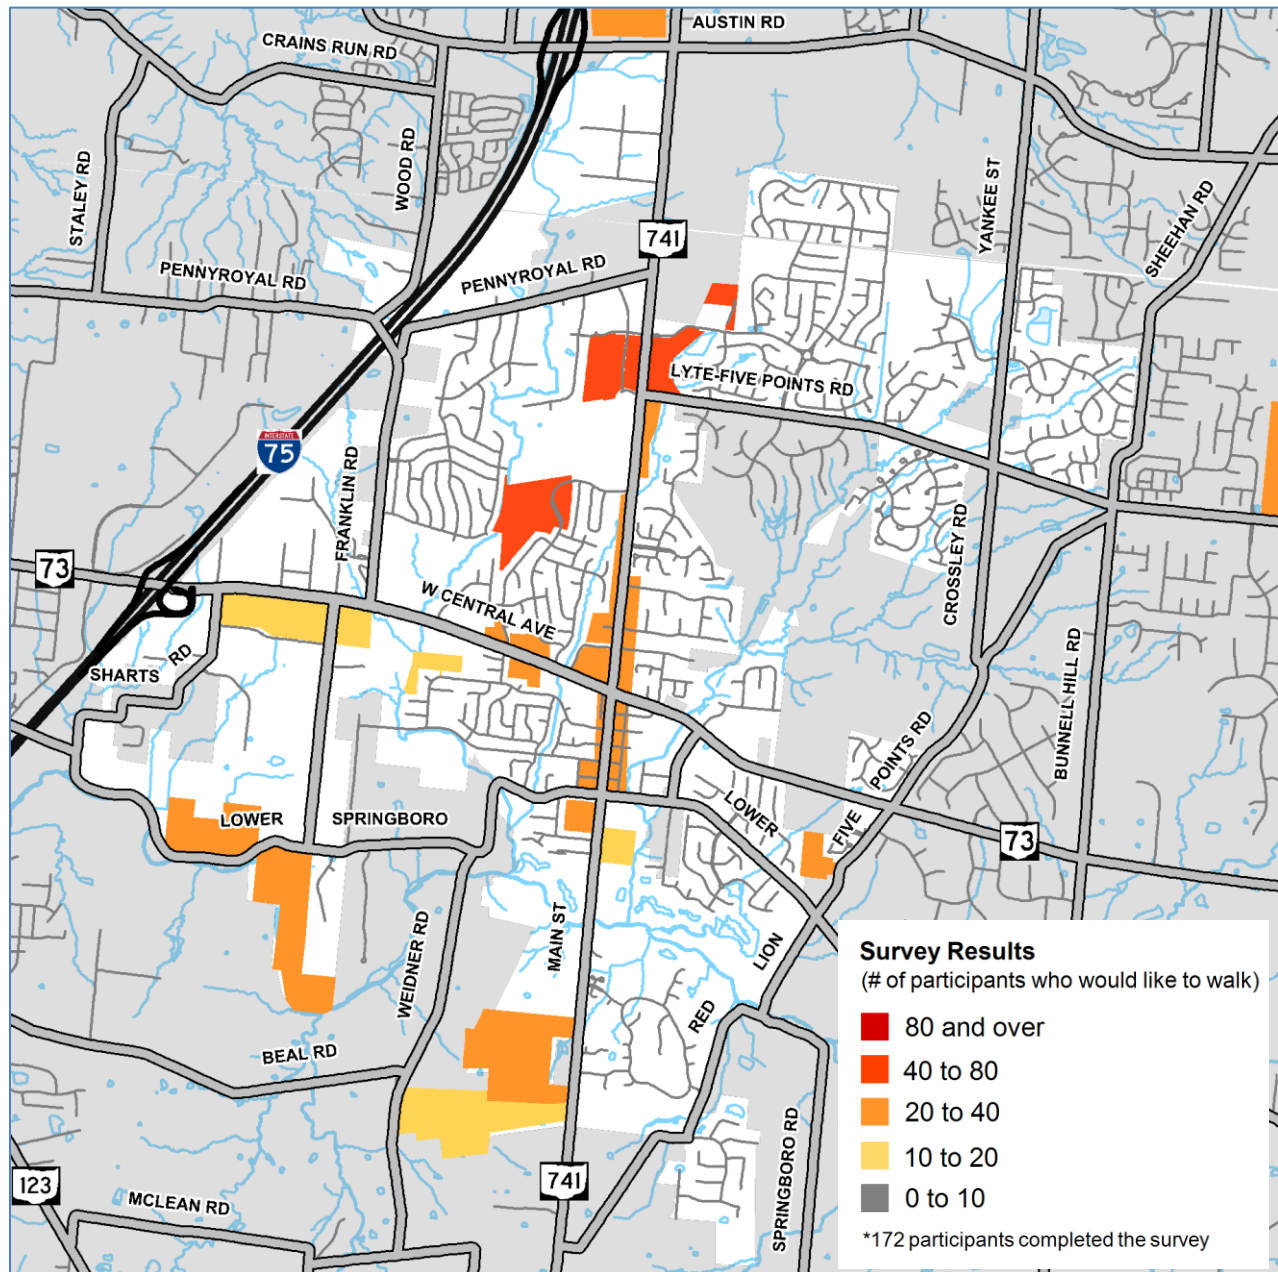 AUSTIN RD
CRAINS RUN RD
WOOD RD
STALEY RD
YANKEE ST
SHEEHAN RD
741
PENNYROYAL RD
PENNYROYAL RD
LYTE-FIVE POINTS RD
INTERSTATE
75
FRANKLIN RD
CROSSLEY RD
73
W CENTRAL AVE
SHARTS RD
BUNNELL HILL RD
FIVE POINTS RD
LOWER SPRINGBORO
LOWER
73
MAIN ST
WEIDNER RD
RED LION
BEAL RD
SPRINGBORO RD
741
123
MCLEAN RD
Survey Results
(# of participants who would like to walk)
80 and over
40 to 80
20 to 40
10 to 20
0 to 10
*172 participants completed the survey